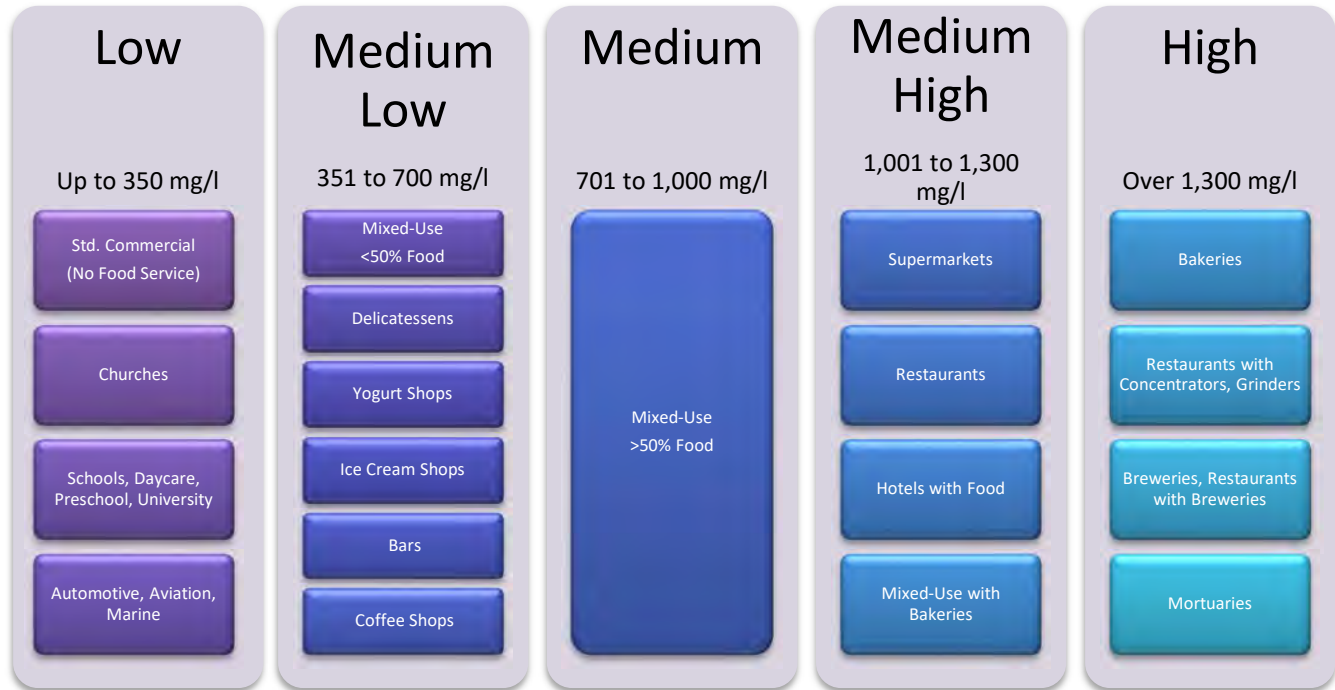 Low
Up to 350 mg/l
Std. Commercial
(No Food Service)
Churches
Schools, Daycare,
Preschool, University
Automotive, Aviation,
Marine
Medium
Low
351 to 700 mg/l
Mixed-Use
<50% Food
Delicatessens
Yogurt Shops
Ice Cream Shops
Bars
Coffee Shops
Medium
701 to 1,000 mg/l
Mixed-Use
>50% Food
Medium
High
1,001 to 1,300
mg/l
Supermarkets
Restaurants
Hotels with Food
Mixed-Use with
Bakeries
High
Over 1,300 mg/l
Bakeries
Restaurants with
Concentrators, Grinders
Breweries, Restaurants
with Breweries
Mortuaries